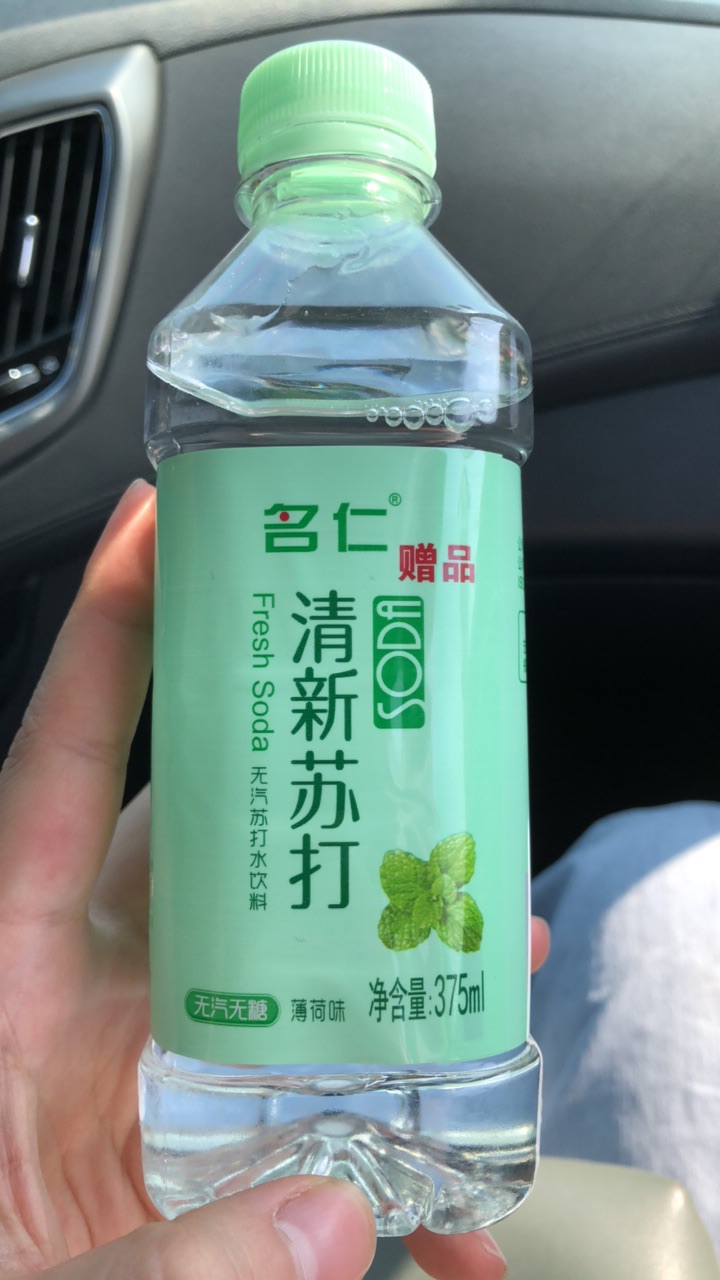 名仁®
赠品
SODA
清新苏打
Fresh Soda
无汽苏打水饮料
无汽无糖
薄荷味
净含量:375ml